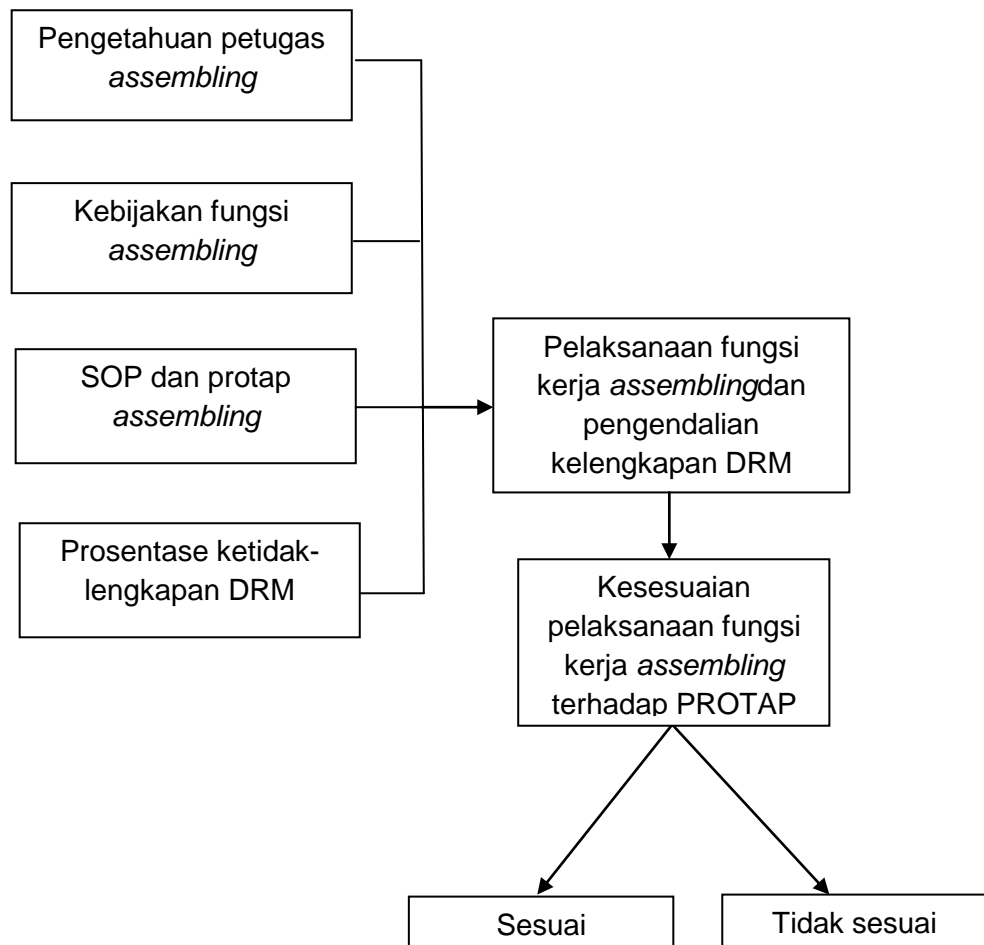 Pengetahuan petugas
assembling
Kebijakan fungsi
assembling
SOP dan protap
assembling
Prosentase ketidak-
lengkapan DRM
Pelaksanaan fungsi
kerja assemblingdan
pengendalian
kelengkapan DRM
Kesesuaian
pelaksanaan fungsi
kerja assembling
terhadap PROTAP
Sesuai
Tidak sesuai